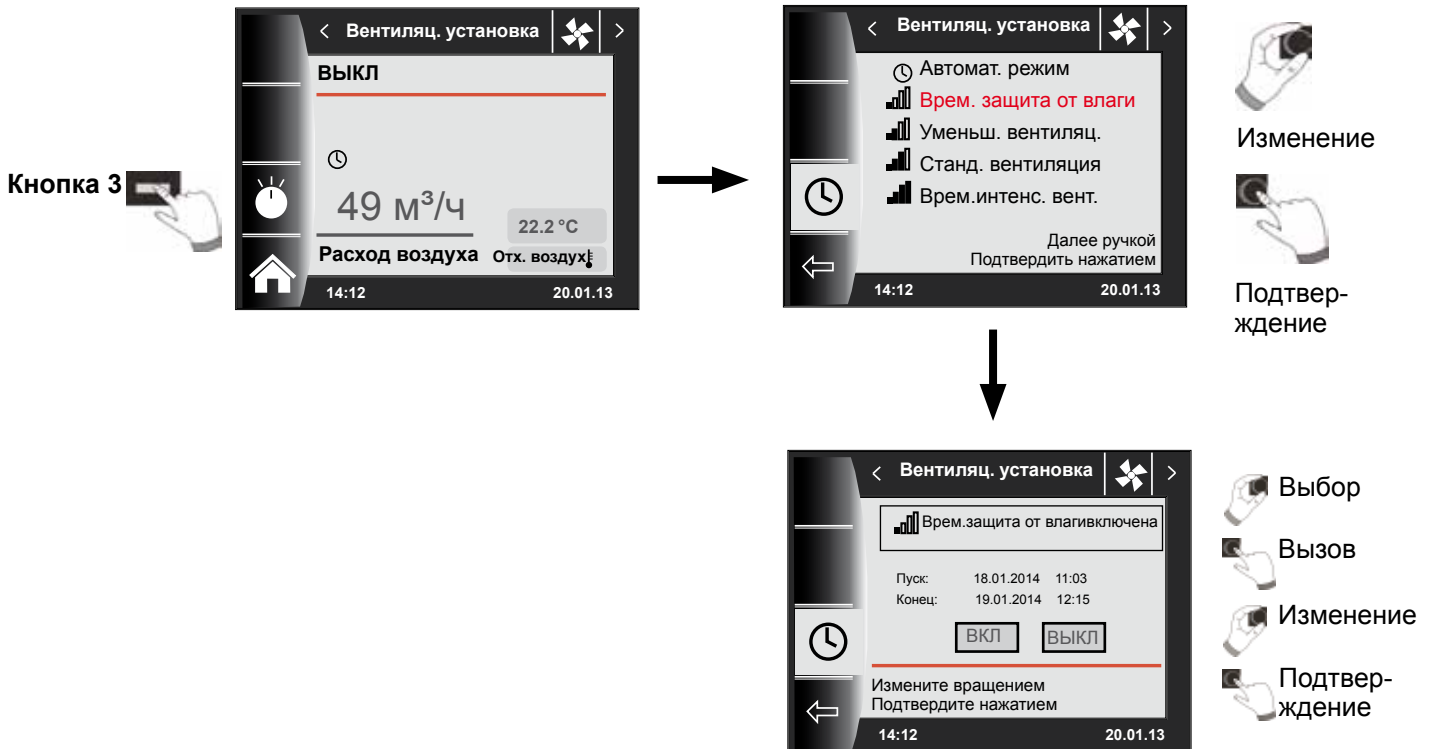 Кнопка 3
< Вентиляц. установка >
ВЫКЛ
49 м³/ч
22.2 °C
Расход воздуха Отх. воздух
14:12 20.01.13
< Вентиляц. установка >
Автомат. режим
Врем. защита от влаги
Уменьш. вентиляц.
Станд. вентиляция
Врем.интенс. вент.
Далее ручкой
Подтвердить нажатием
14:12 20.01.13
Изменение
Подтвер-
ждение
< Вентиляц. установка >
Врем.защита от влагивключена
Пуск: 18.01.2014 11:03
Конец: 19.01.2014 12:15
ВКЛ ВЫКЛ
Измените вращением
Подтвердите нажатием
14:12 20.01.13
Выбор
Вызов
Изменение
Подтвер-
ждение